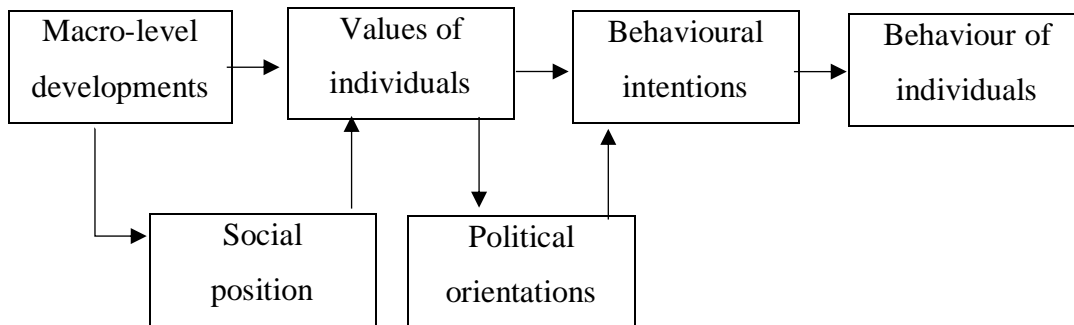 Macro-level
developments
Values of
individuals
Behavioural
intentions
Behaviour of
individuals
Social
position
Political
orientations